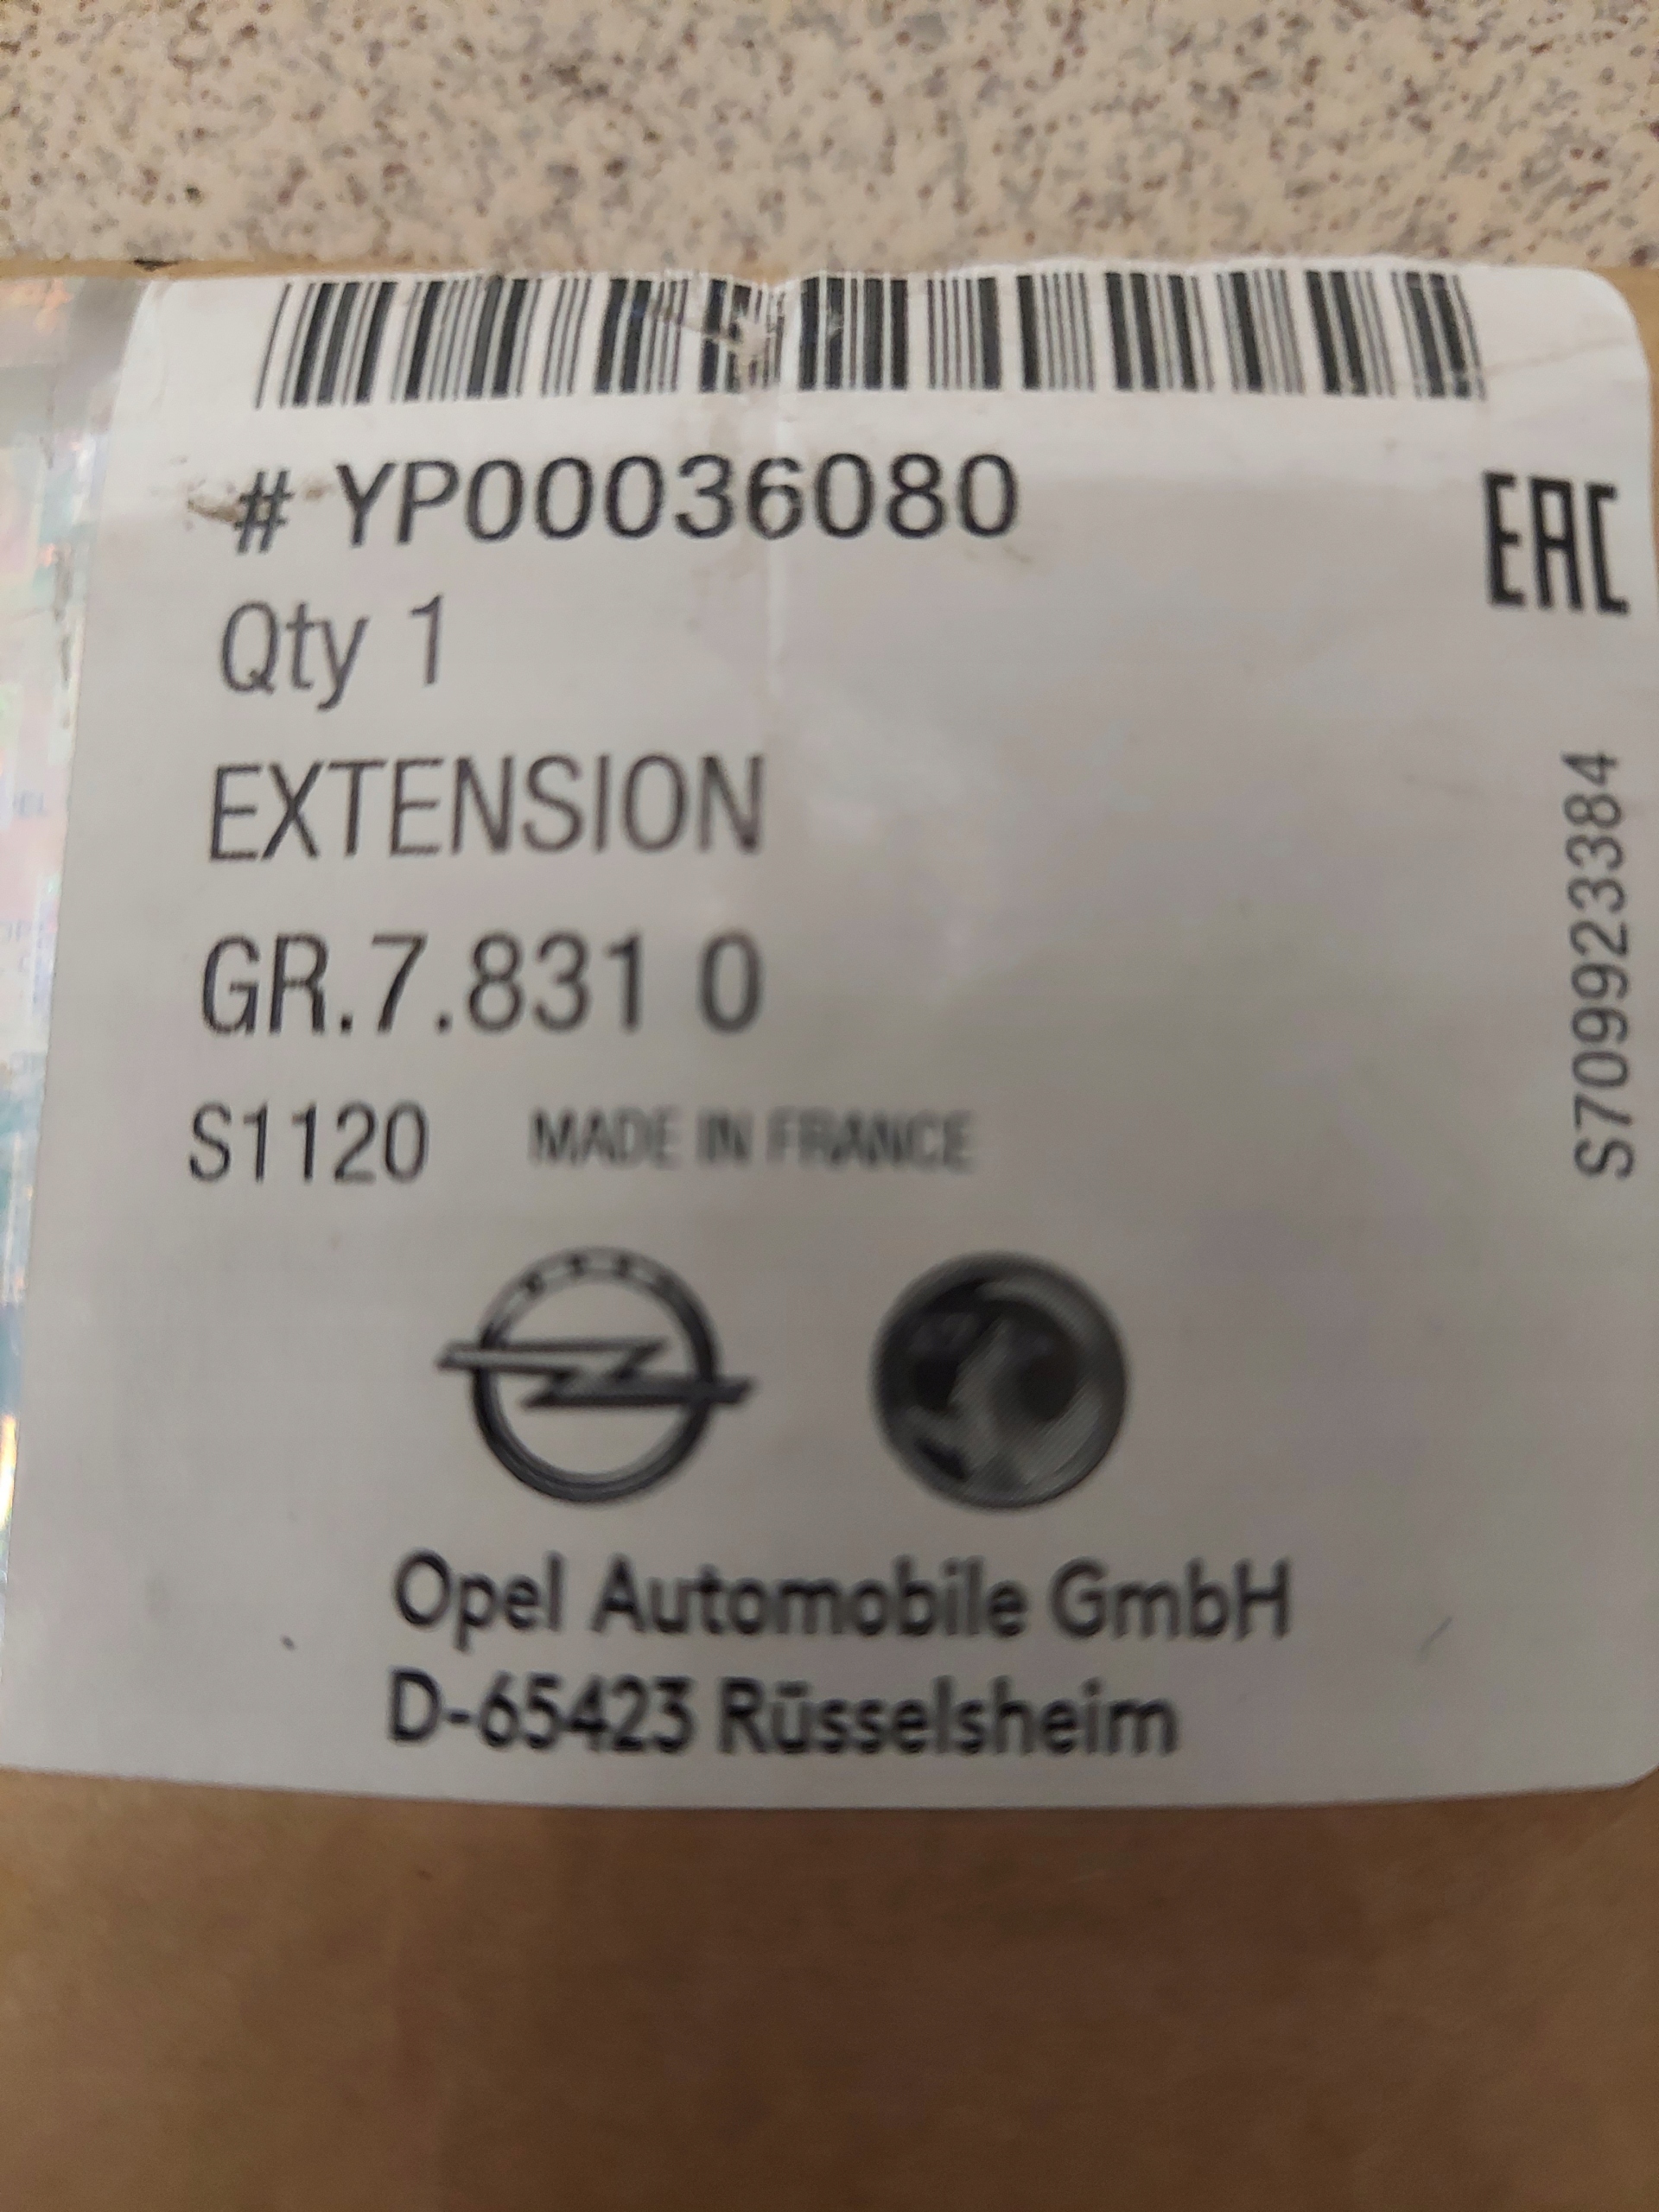 # YP00036080
EAC
Qty 1
EXTENSION
GR.7.831 0
S1120 MADE IN FRANCE
S709923384
Opel Automobile GmbH
D-65423 Rüsselsheim